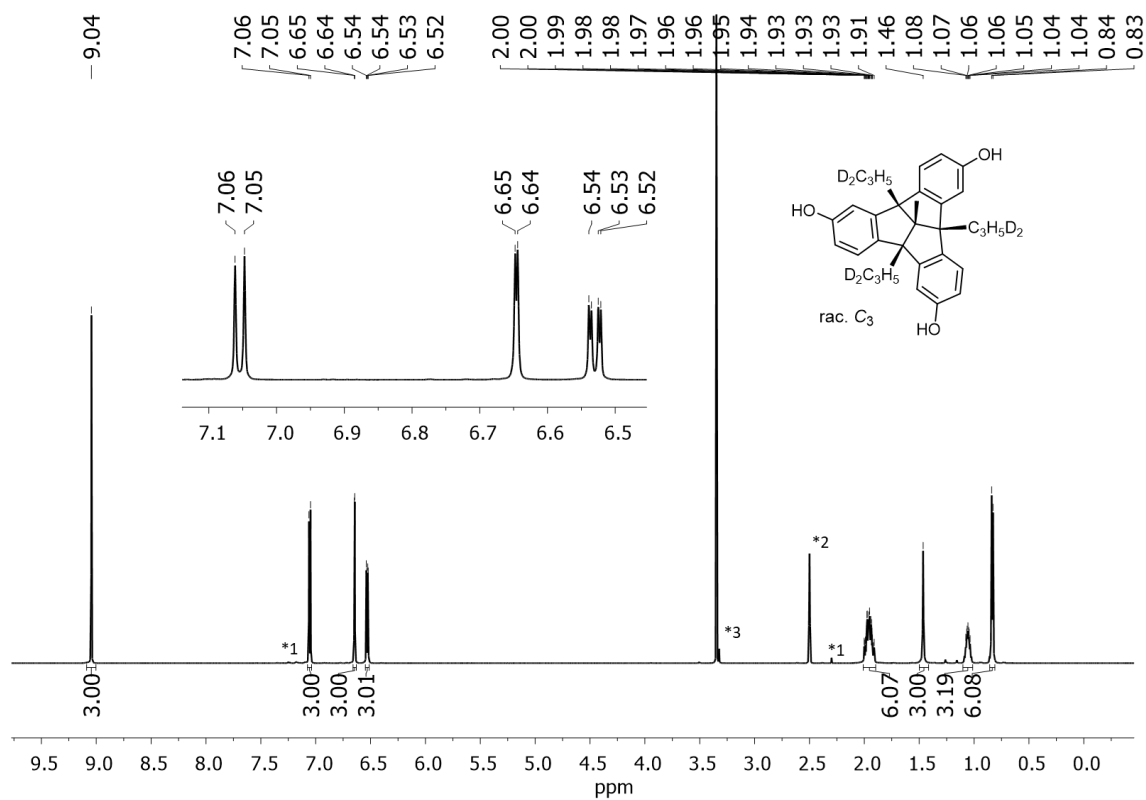 9.04 7.06 7.05 6.65 6.64 6.54 6.54 6.53 6.52 2.00 2.00 1.99 1.98 1.98 1.97 1.96 1.96 1.95 1.94 1.93 1.93 1.93 1.91 1.46 1.08 1.07 1.06 1.06 1.05 1.04 1.04 0.84 0.83
7.06 7.05 6.65 6.64 6.54 6.53 6.52
OH
D₂C₃H₅
HO
C₃H₅D₂
D₂C₃H₅
rac. C₃
HO
7.1 7.0 6.9 6.8 6.7 6.6 6.5
*2
*1 *3 *1
3.00 3.00 3.00 3.01 6.07 3.00 3.19 6.08
9.5 9.0 8.5 8.0 7.5 7.0 6.5 6.0 5.5 5.0 4.5 4.0 3.5 3.0 2.5 2.0 1.5 1.0 0.5 0.0
ppm